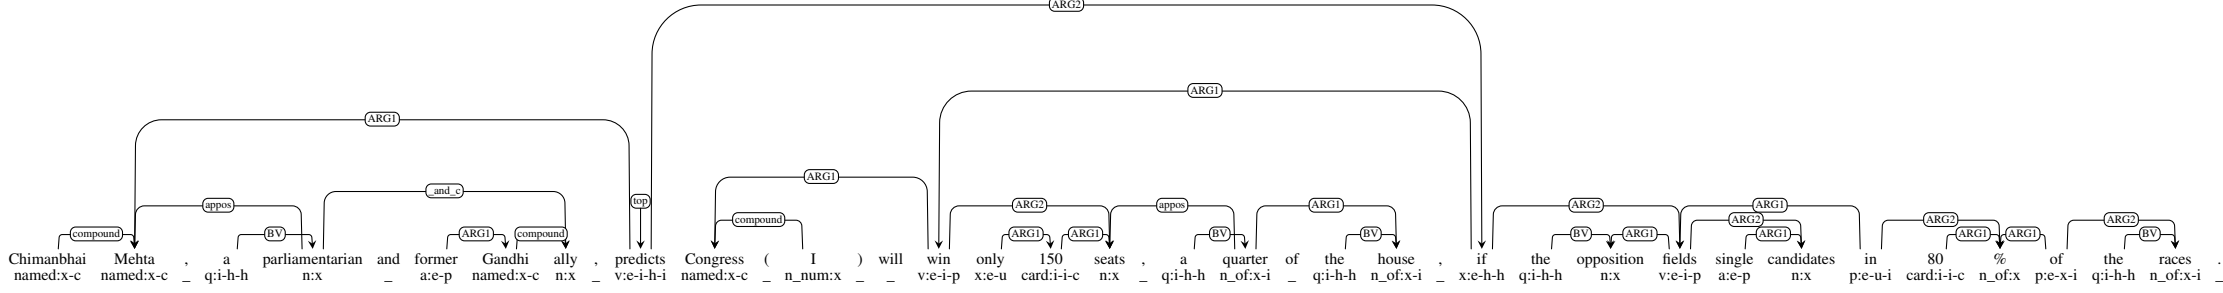 ARG2
ARG1
ARG1
ARG1
_and_c
top
appos ARG2 appos ARG1 ARG2 ARG1
compound ARG2 ARG2 ARG2
compound BV ARG1 compound ARG1 ARG1 BV BV BV ARG1 ARG1 ARG1 ARG1 BV
Chimanbhai Mehta , a parliamentarian and former Gandhi ally , predicts Congress ( I ) will win only 150 seats , a quarter of the house , if the opposition fields single candidates in 80 % of the races .
named:x-c named:x-c _ q:i-h-h n:x _ a:e-p named:x-c n:x _ v:e-i-h-i named:x-c _ n_num:x _ _ v:e-i-p x:e-u card:i-i-c n:x _ q:i-h-h n_of:x-i _ q:i-h-h n_of:x-i _ x:e-h-h q:i-h-h n:x v:e-i-p a:e-p n:x p:e-u-i card:i-i-c n_of:x p:e-x-i q:i-h-h n_of:x-i _